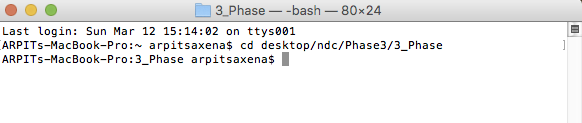 3_Phase — -bash — 80×24
Last login: Sun Mar 12 15:14:02 on ttys001
[ARPITs-MacBook-Pro:~ arpitsaxena$ cd desktop/ndc/Phase3/3_Phase ]
ARPITs-MacBook-Pro:3_Phase arpitsaxena$